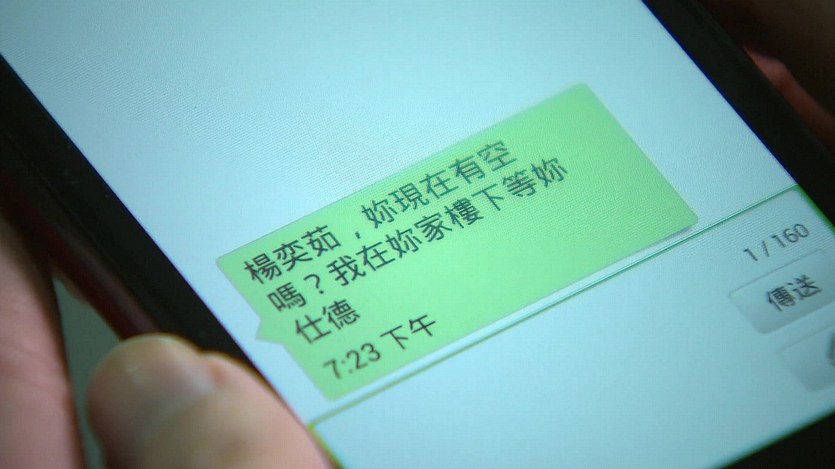 楊奕茹，妳現在有空
嗎？我在妳家樓下等妳
仕德
7:23 下午
1/160
傳送